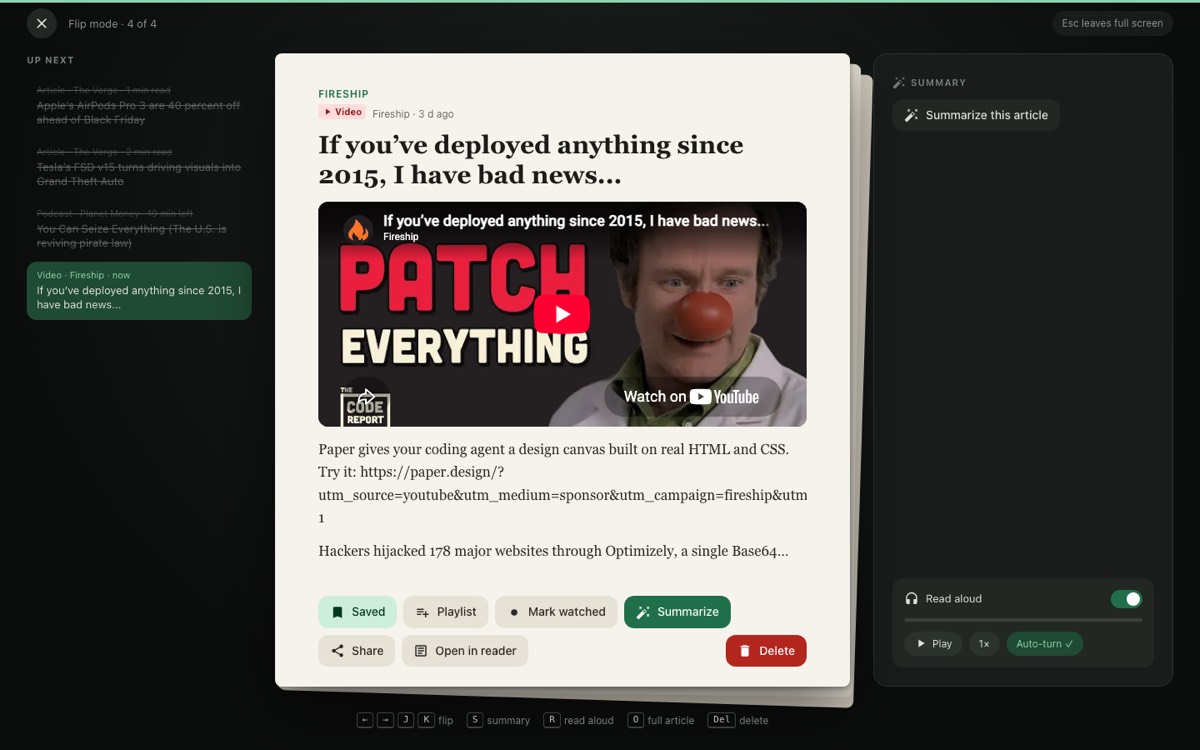 Flip mode · 4 of 4
Esc leaves full screen
UP NEXT
Article · The Verge · 1 min read
Apple's AirPods Pro 3 are 40 percent off
ahead of Black Friday
Article · The Verge · 2 min read
Tesla's FSD v15 turns driving visuals into
Grand Theft Auto
Podcast · Planet Money · 10 min left
You Can Seize Everything (The U.S. is
reviving pirate law)
Video · Fireship · now
If you've deployed anything since 2015, I
have bad news...
FIRESHIP
Video
Fireship · 3 d ago
If you've deployed anything since
2015, I have bad news...
If you've deployed anything since 2015, I have bad news...
Fireship
PATCH
EVERYTHING
THE
CODE
REPORT
Watch on YouTube
Paper gives your coding agent a design canvas built on real HTML and CSS.
Try it: https://paper.design/?
utm_source=youtube&utm_medium=sponsor&utm_campaign=fireship&utm
1
Hackers hijacked 178 major websites through Optimizely, a single Base64...
Saved
Playlist
Mark watched
Summarize
Share
Open in reader
Delete
SUMMARY
Summarize this article
Read aloud
Play
1x
Auto-turn ✓
← → J K flip S summary R read aloud O full article Del delete